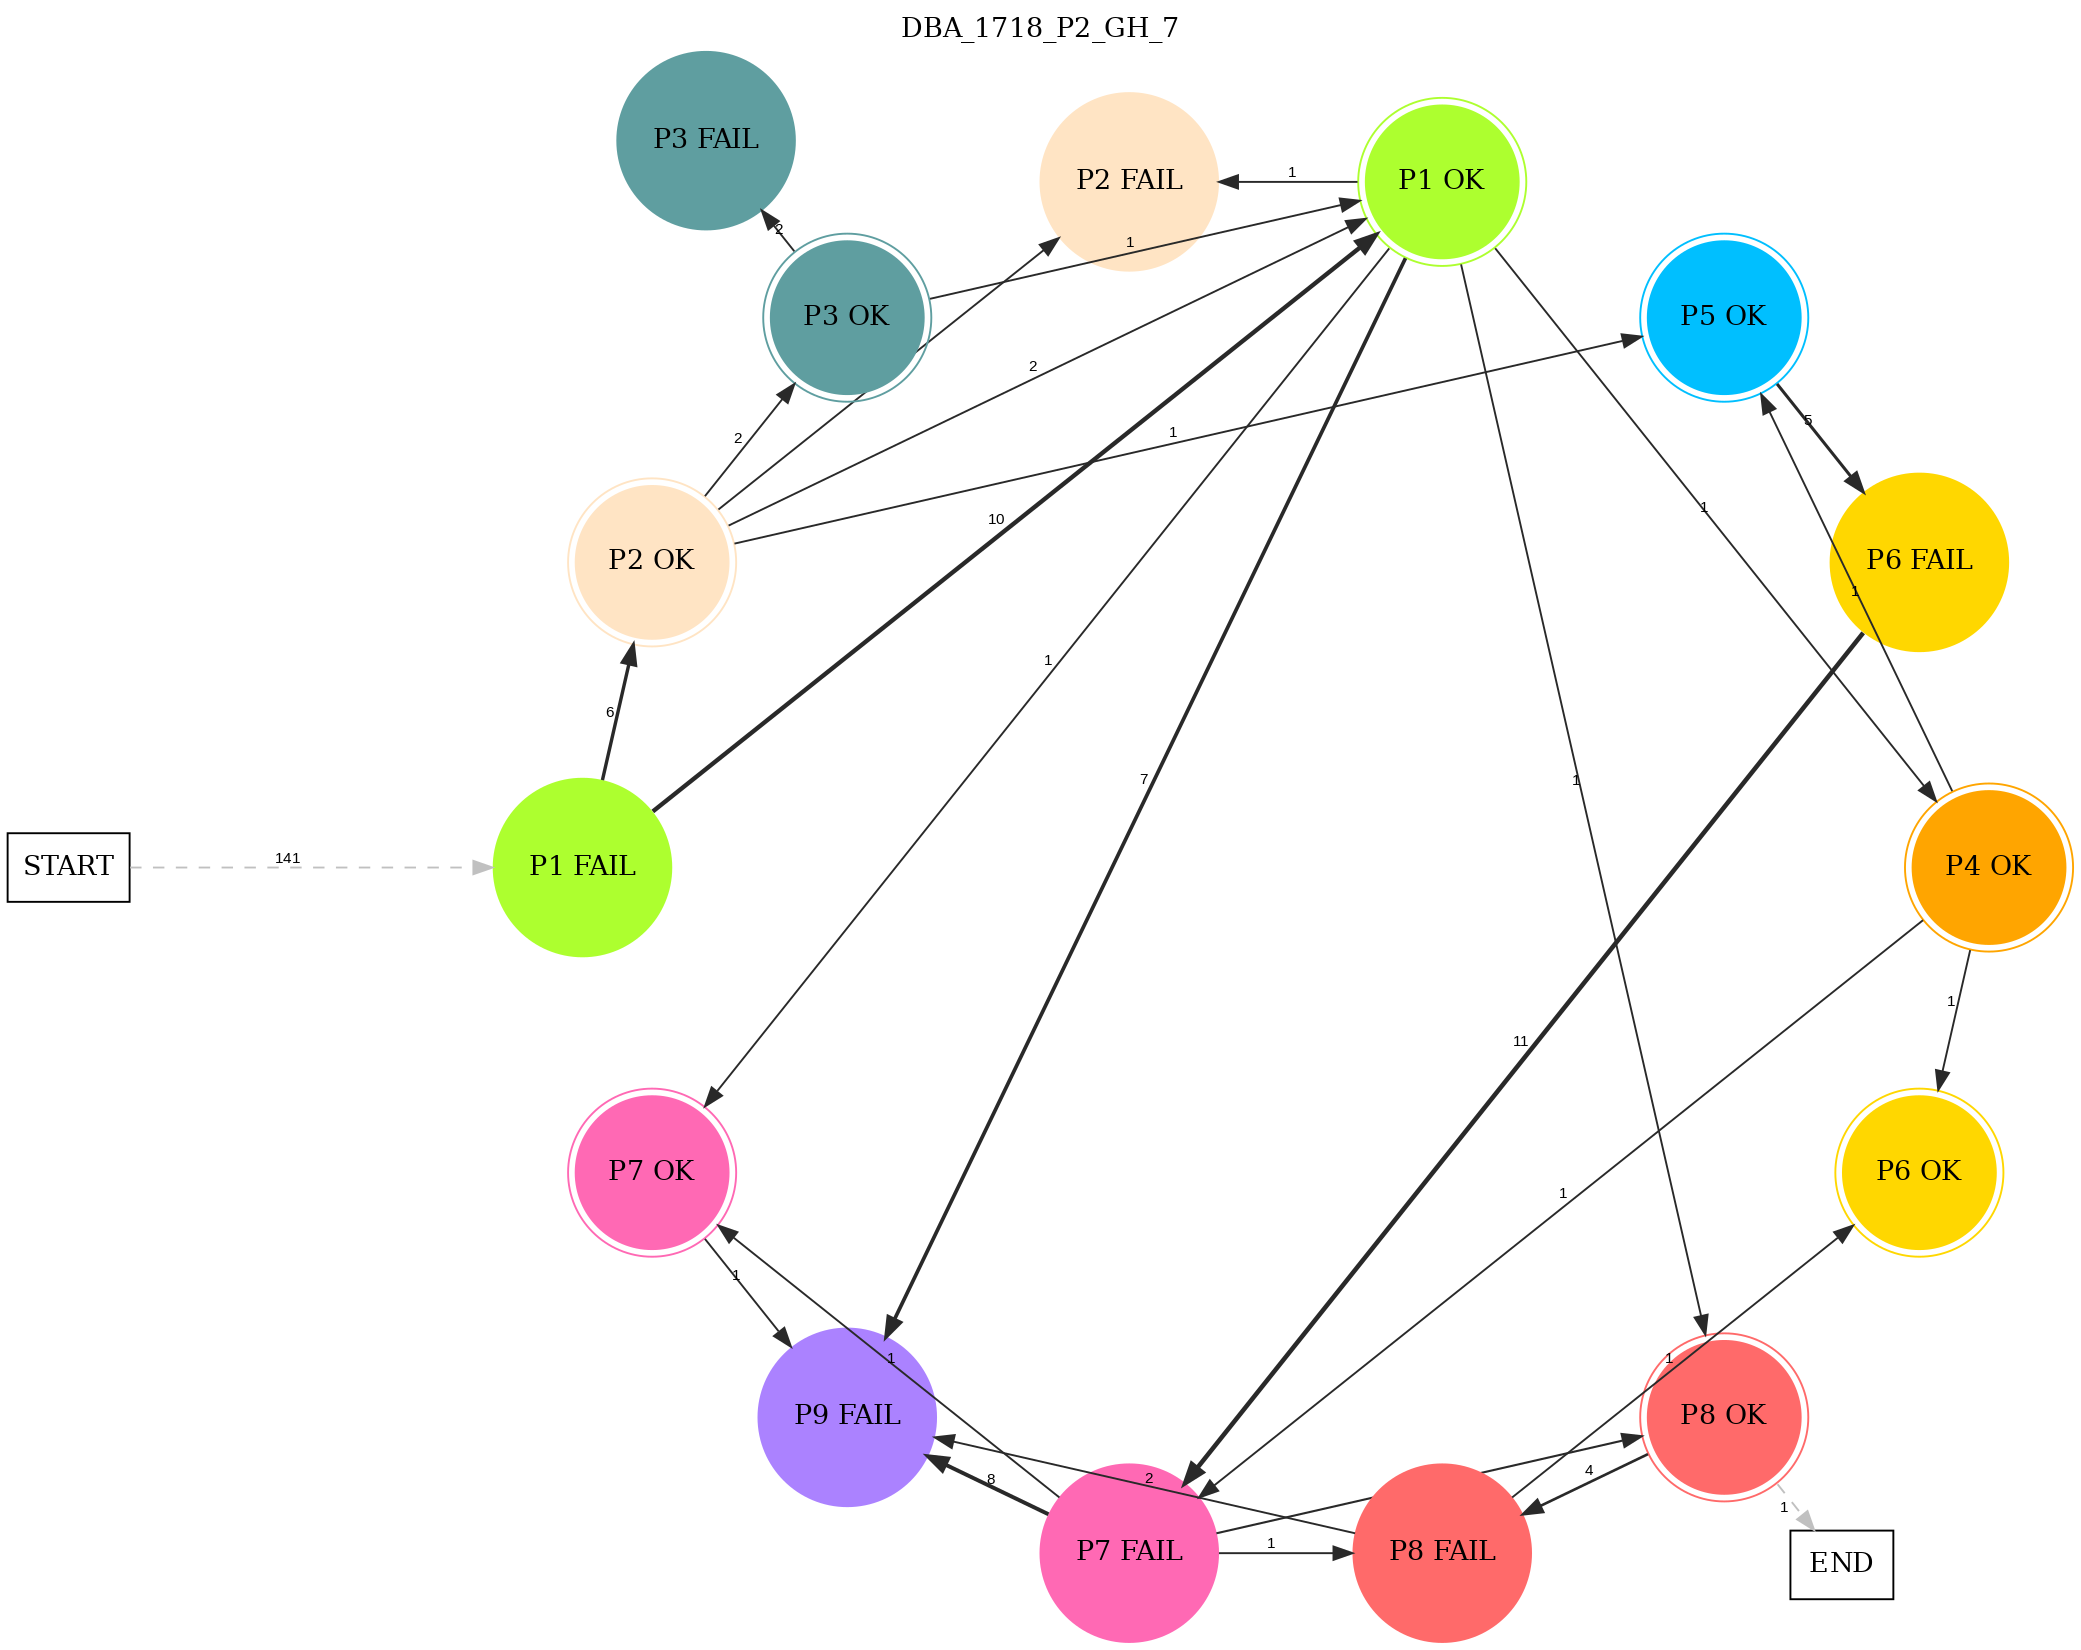 DBA_1718_P2_GH_7
P3 FAIL
P2 FAIL
1
P1 OK
2
1
P3 OK
P5 OK
2
2
1
5
10
1
P2 OK
P6 FAIL
1
1
6
7
1
START
141
P1 FAIL
P4 OK
11
1
1
P7 OK
P6 OK
1
1
1
P9 FAIL
P8 OK
8
2
4
1
1
P7 FAIL
P8 FAIL
END